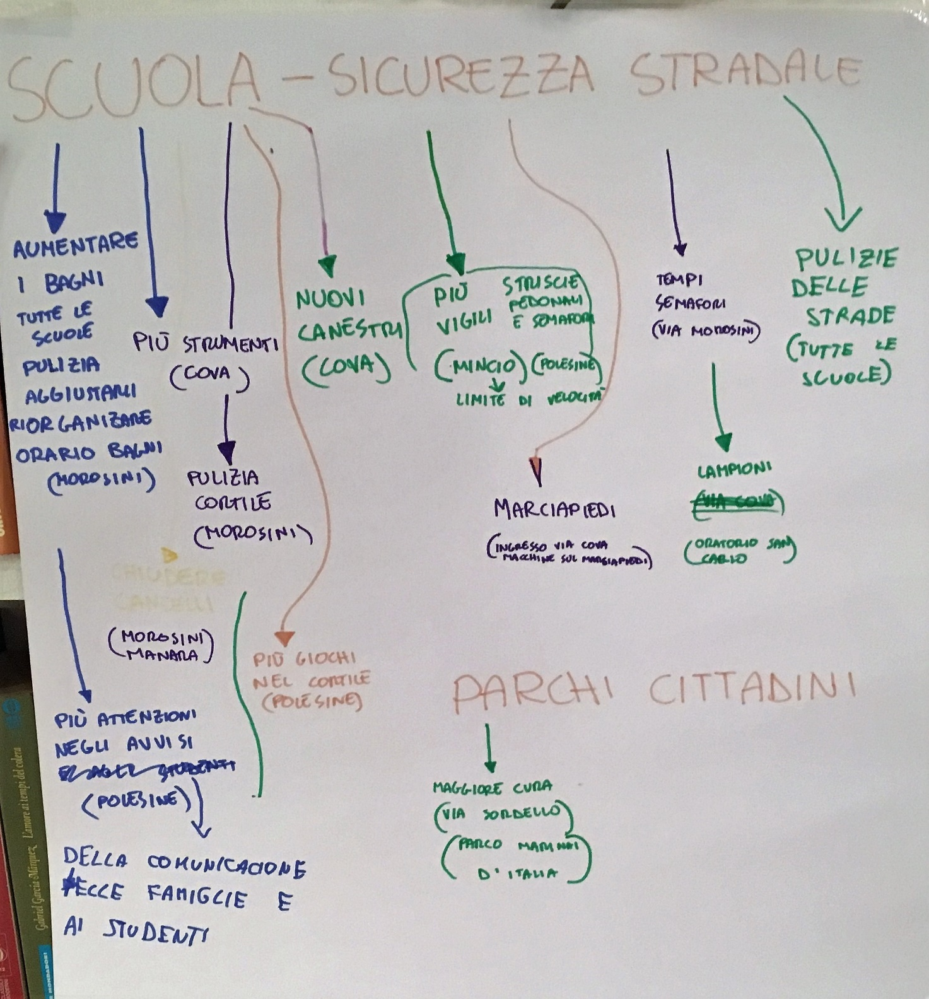 SCUOLA - SICUREZZA STRADALE
AUMENTARE
I BAGNI
TUTTE LE
SCUOLE
PULIZIA
AGGIUSTARLI
RIORGANIZARE
ORARIO BAGNI
(MOROSINI)
PIÙ STRUMENTI
(COVA)
PULIZIA
CORTILE
(MOROSINI)
CHIUDERE
CANCELLI
(MOROSINI)
MANARA)
PIÙ ATTENZIONI
NEGLI AVVISI
STUDENTI
(POLESINE)
DELLA COMUNICAZIONE
FAMIGLIE E
AI STUDENTI
PIÙ GIOCHI
NEL CORTILE
(POLESINE)
NUOVI
CANESTRI
(COVA)
PIÙ
VIGILI
(MINCIO)
LIMITE DI VELOCITÀ
STRISCIE
PEDONALI
E SEMAFORI
(POLESINE)
MARCIAPIEDI
(INGRESSO VIA COVA
MACCHINE SUL MARCIAPIEDI)
TEMPI
SEMAFORI
(VIA MOROSINI)
LAMPIONI
(VIA COVA)
(ORATORIO SAN
CARLO)
PULIZIE
DELLE
STRADE
(TUTTE LE
SCUOLE)
PARCHI CITTADINI
MAGGIORE CURA
(VIA SORDELLO)
(PARCO MARINAI
D'ITALIA)
Gabriel García Márquez L'amore ai tempi del colera
MONDADORI